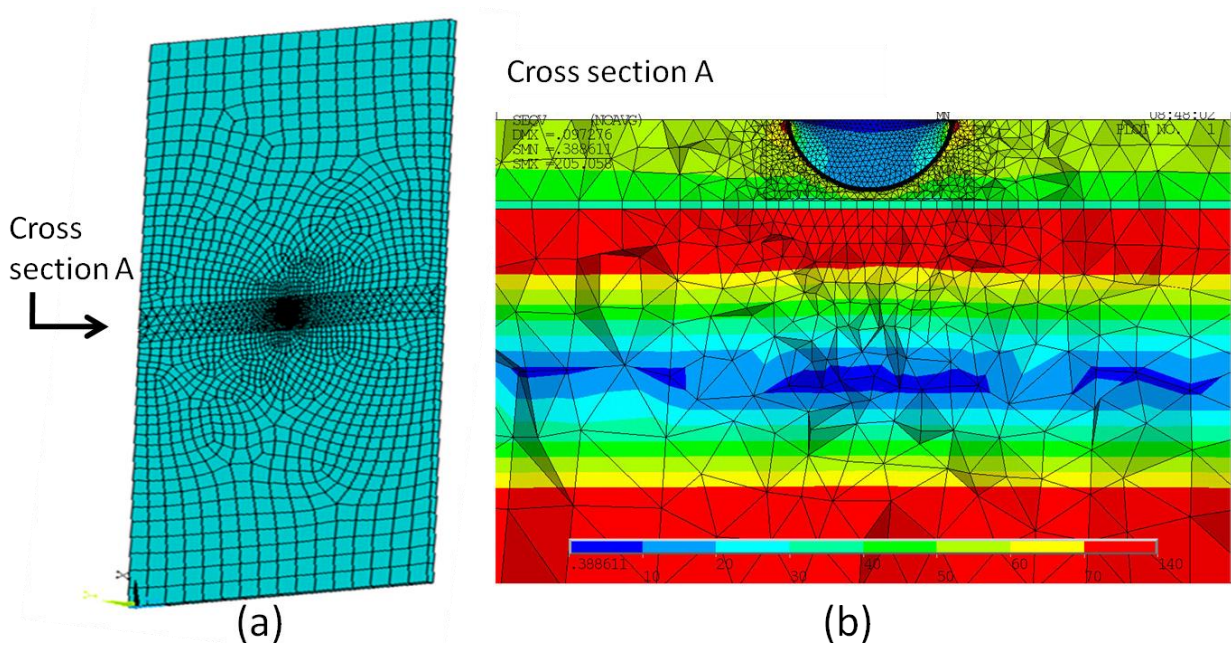 Cross section A
Cross
section A
SEQV (NOAVG)
DMX =.097276
SMN =.388611
SMX =205.058
MN
08:48:02
PLOT NO. 1
.388611
10
20
30
40
50
60
70
140
X
(a)
(b)